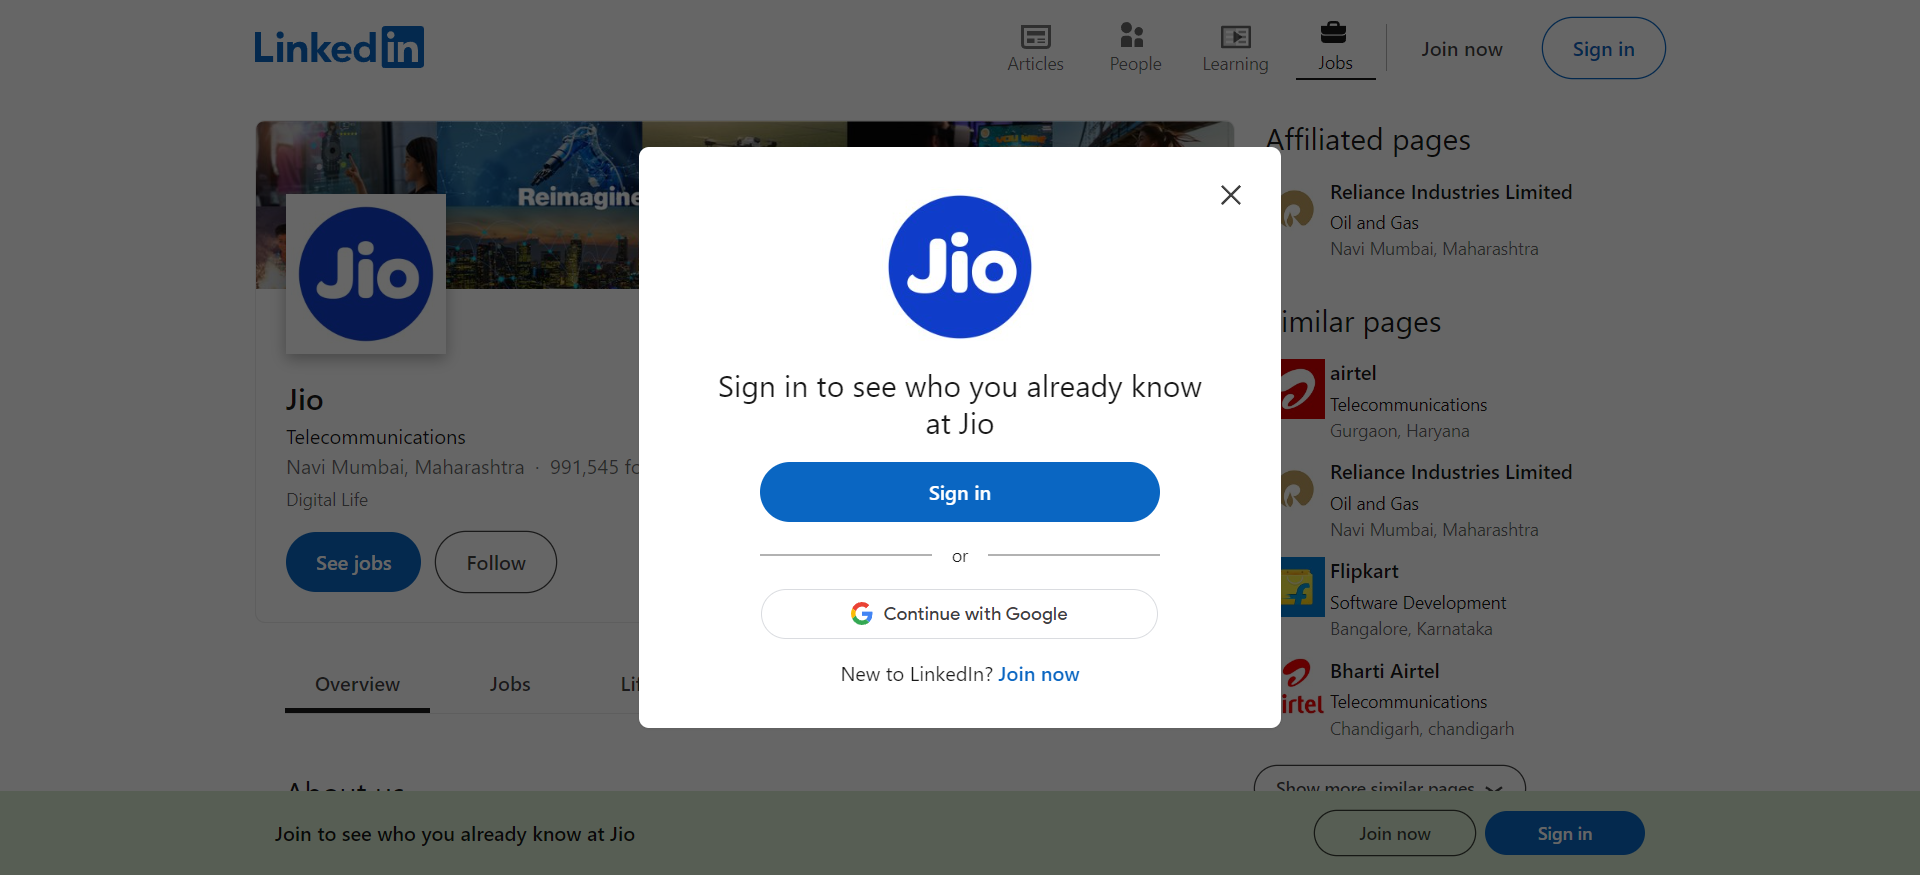 LinkedIn
Articles
People
Learning
Jobs
Join now
Sign in
Reimagine
Jio
Jio
Telecommunications
Navi Mumbai, Maharashtra · 991,545 fo
Digital Life
See jobs
Follow
Overview
Jobs
About us
Jio
Sign in to see who you already know
at Jio
Sign in
or
Continue with Google
New to LinkedIn? Join now
Affiliated pages
Reliance Industries Limited
Oil and Gas
Navi Mumbai, Maharashtra
imilar pages
airtel
Telecommunications
Gurgaon, Haryana
Reliance Industries Limited
Oil and Gas
Navi Mumbai, Maharashtra
Flipkart
Software Development
Bangalore, Karnataka
Bharti Airtel
irtel
Telecommunications
Chandigarh, chandigarh
Show more similar pages
Join to see who you already know at Jio
Join now
Sign in